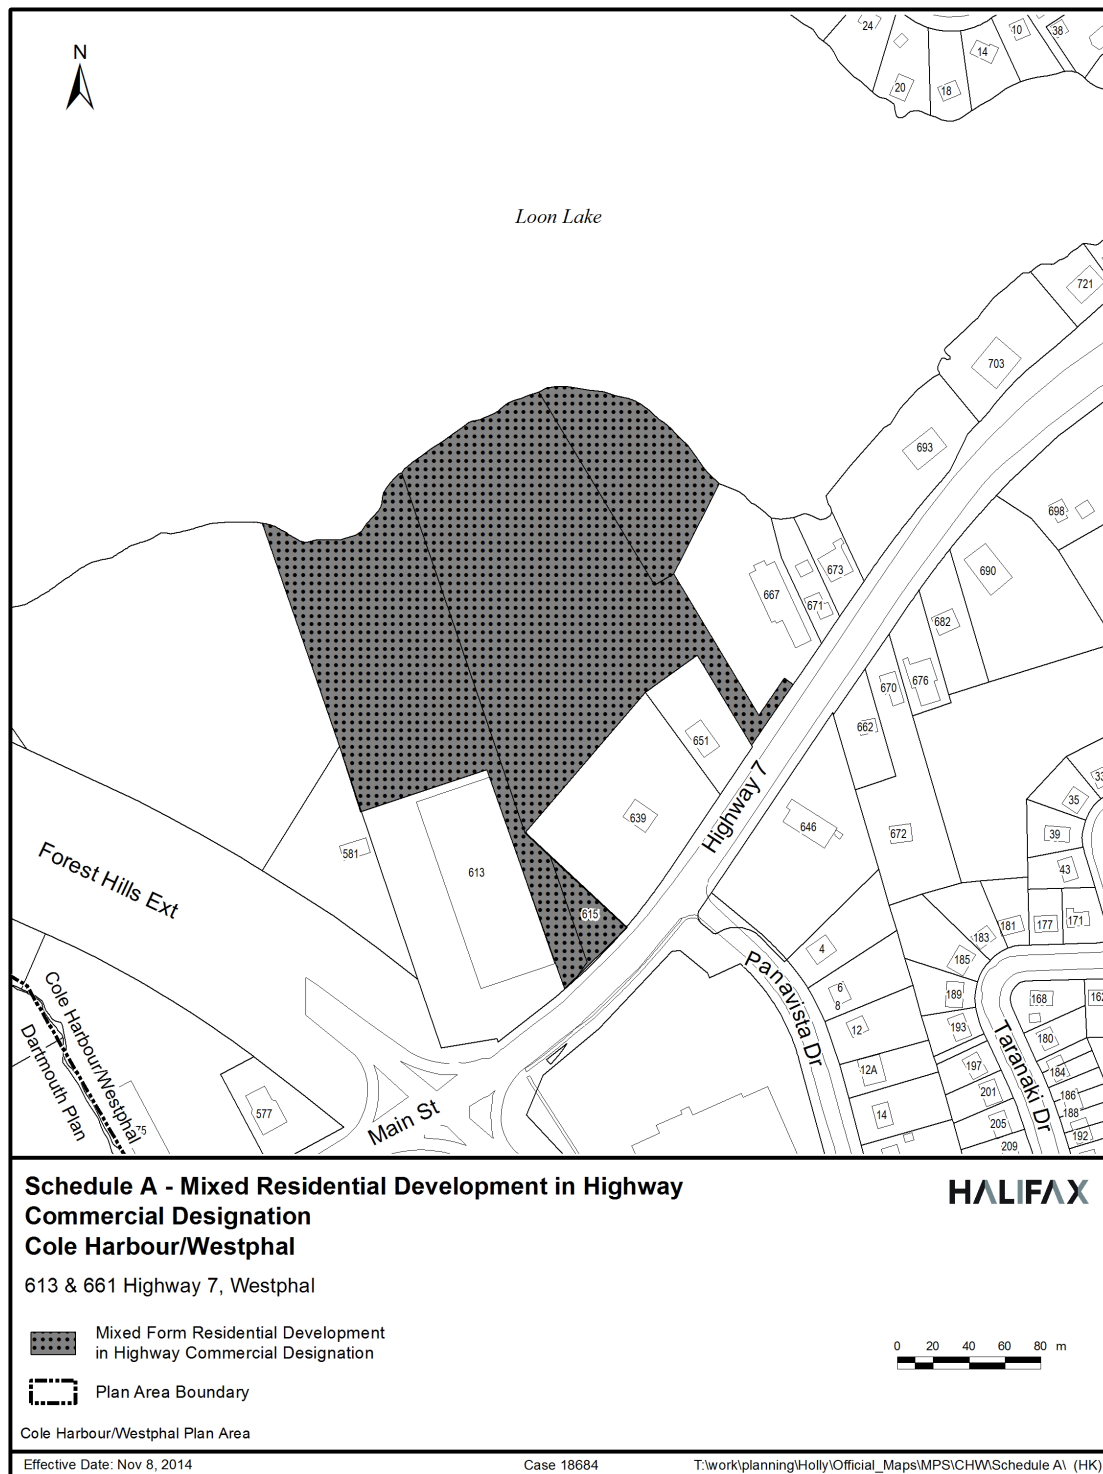 N
24
10
38
14
20
18
Loon Lake
721
703
693
698
690
673
667
671
682
676
670
662
651
Highway 7
639
646
672
33
35
39
43
581
613
615
Forest Hills Ext
181
177
171
183
185
4
Panavista Dr
6
8
189
168
162
12
193
180
12A
197
184
201
186
14
188
205
192
209
Taranaki Dr
Cole Harbour/Westphal
Dartmouth Plan
75
577
Main St
Schedule A - Mixed Residential Development in Highway
Commercial Designation
Cole Harbour/Westphal
HALIFAX
613 & 661 Highway 7, Westphal
Mixed Form Residential Development
in Highway Commercial Designation
0 20 40 60 80 m
Plan Area Boundary
Cole Harbour/Westphal Plan Area
Effective Date: Nov 8, 2014
Case 18684
T:\work\planning\Holly\Official_Maps\MPS\CHW\Schedule A\ (HK)